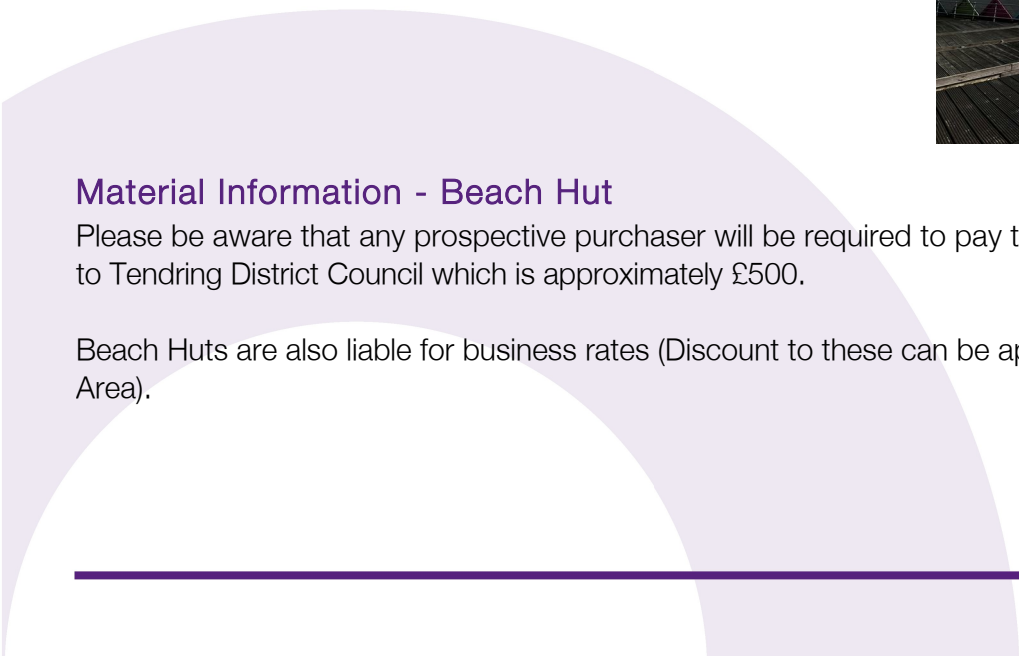 Material Information - Beach Hut
Please be aware that any prospective purchaser will be required to pay
to Tendring District Council which is approximately £500.
Beach Huts are also liable for business rates (Discount to these can be
Area).